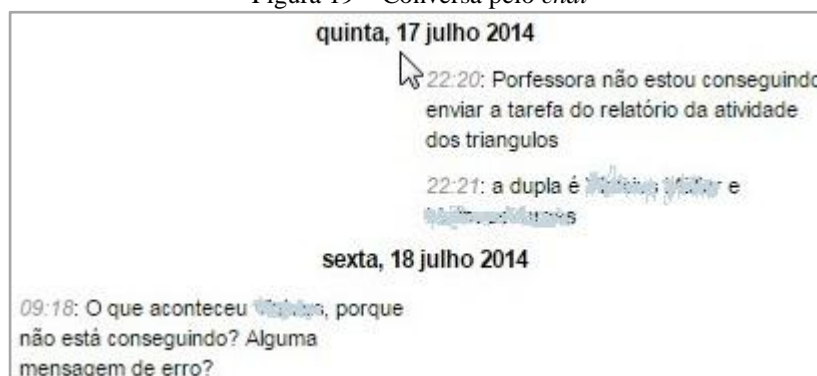 Figura 19 – Conversa pelo chat
quinta, 17 julho 2014
22:20: Porfessora não estou conseguindo
enviar a tarefa do relatório da atividade
dos triangulos
22:21: a dupla é e
sexta, 18 julho 2014
09:18: O que aconteceu , porque
não está conseguindo? Alguma
mensagem de erro?